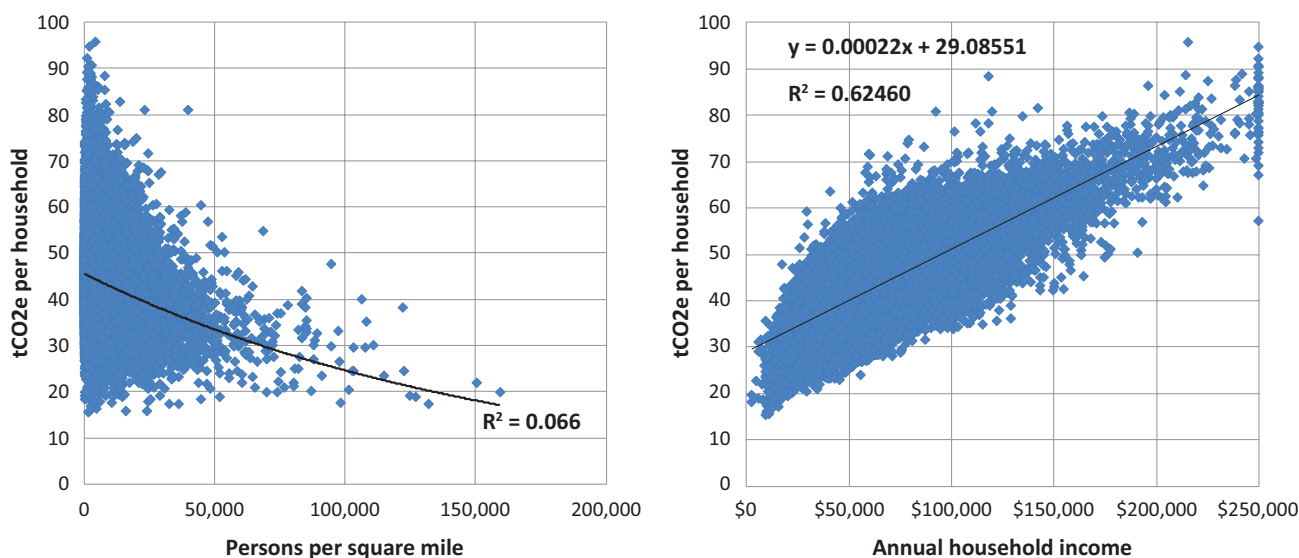 100
90
80
70
60
50
40
30
20
10
0
tCO2e per household
R² = 0.066
0 50,000 100,000 150,000 200,000
Persons per square mile
100
90
80
70
60
50
40
30
20
10
0
tCO2e per household
y = 0.00022x + 29.08551
R² = 0.62460
$0 $50,000 $100,000 $150,000 $200,000 $250,000
Annual household income